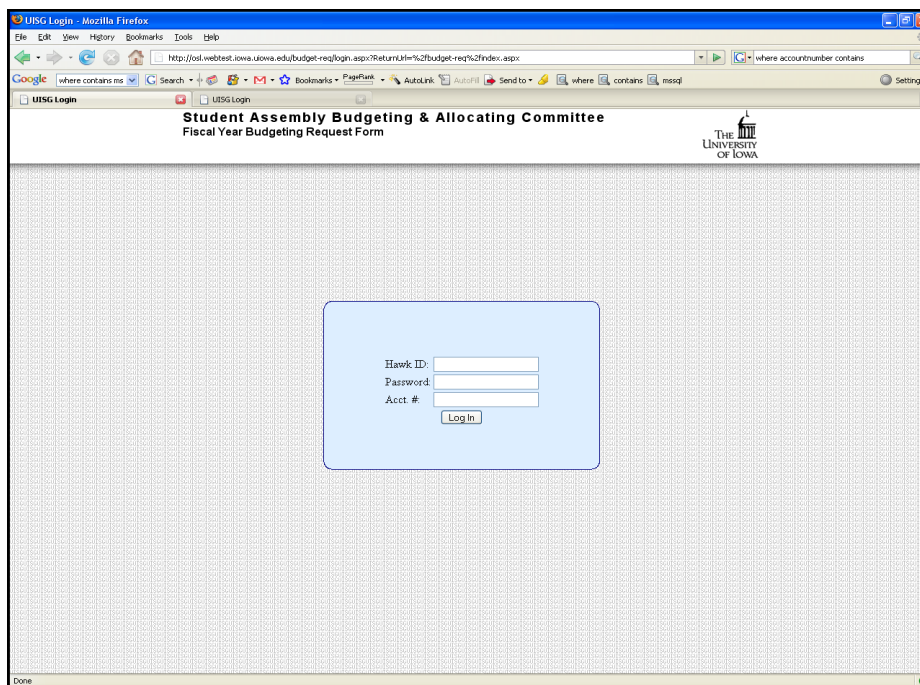 UISG Login - Mozilla Firefox
File Edit View History Bookmarks Tools Help
http://osl.webtest.iowa.uiowa.edu/budget-req/login.aspx?ReturnUrl=%2fbudget-req%2findex.aspx
G where accountnumber contains
Google where contains ms G Search M Bookmarks PageRank AutoLink AutoFill Send to where contains mssql Setting
UISG Login UISG Login
Student Assembly Budgeting & Allocating Committee
Fiscal Year Budgeting Request Form
THE
UNIVERSITY
OF IOWA
Hawk ID:
Password:
Acct. #:
Log In
Done